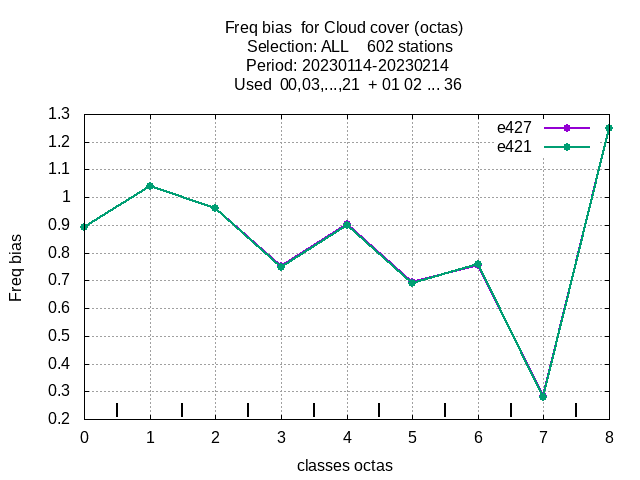 Freq bias  for Cloud cover (octas)
Selection: ALL    602 stations
Period: 20230114-20230214
Used  00,03,...,21  + 01 02 ... 36
e427
e421
1.3
1.2
1.1
1
0.9
0.8
0.7
0.6
0.5
0.4
0.3
0.2
Freq bias
0 1 2 3 4 5 6 7 8
classes octas